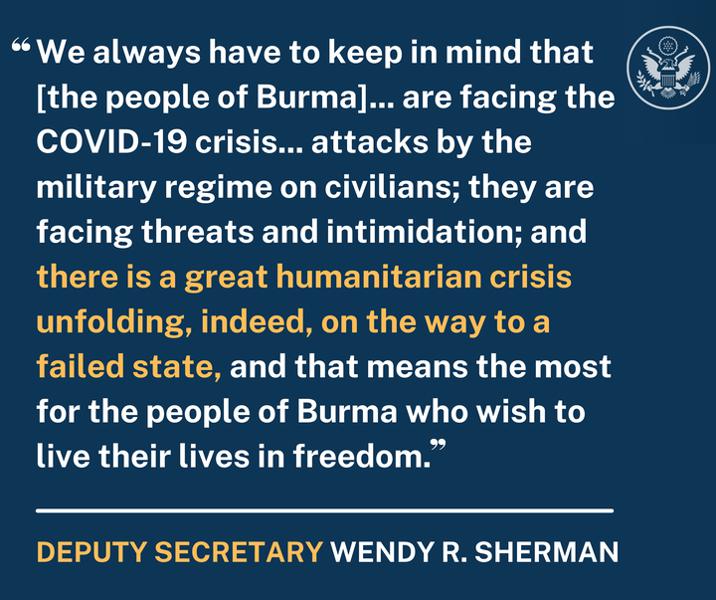 “We always have to keep in mind that
[the people of Burma]... are facing the
COVID-19 crisis... attacks by the
military regime on civilians; they are
facing threats and intimidation; and
there is a great humanitarian crisis
unfolding, indeed, on the way to a
failed state, and that means the most
for the people of Burma who wish to
live their lives in freedom.”
DEPUTY SECRETARY WENDY R. SHERMAN